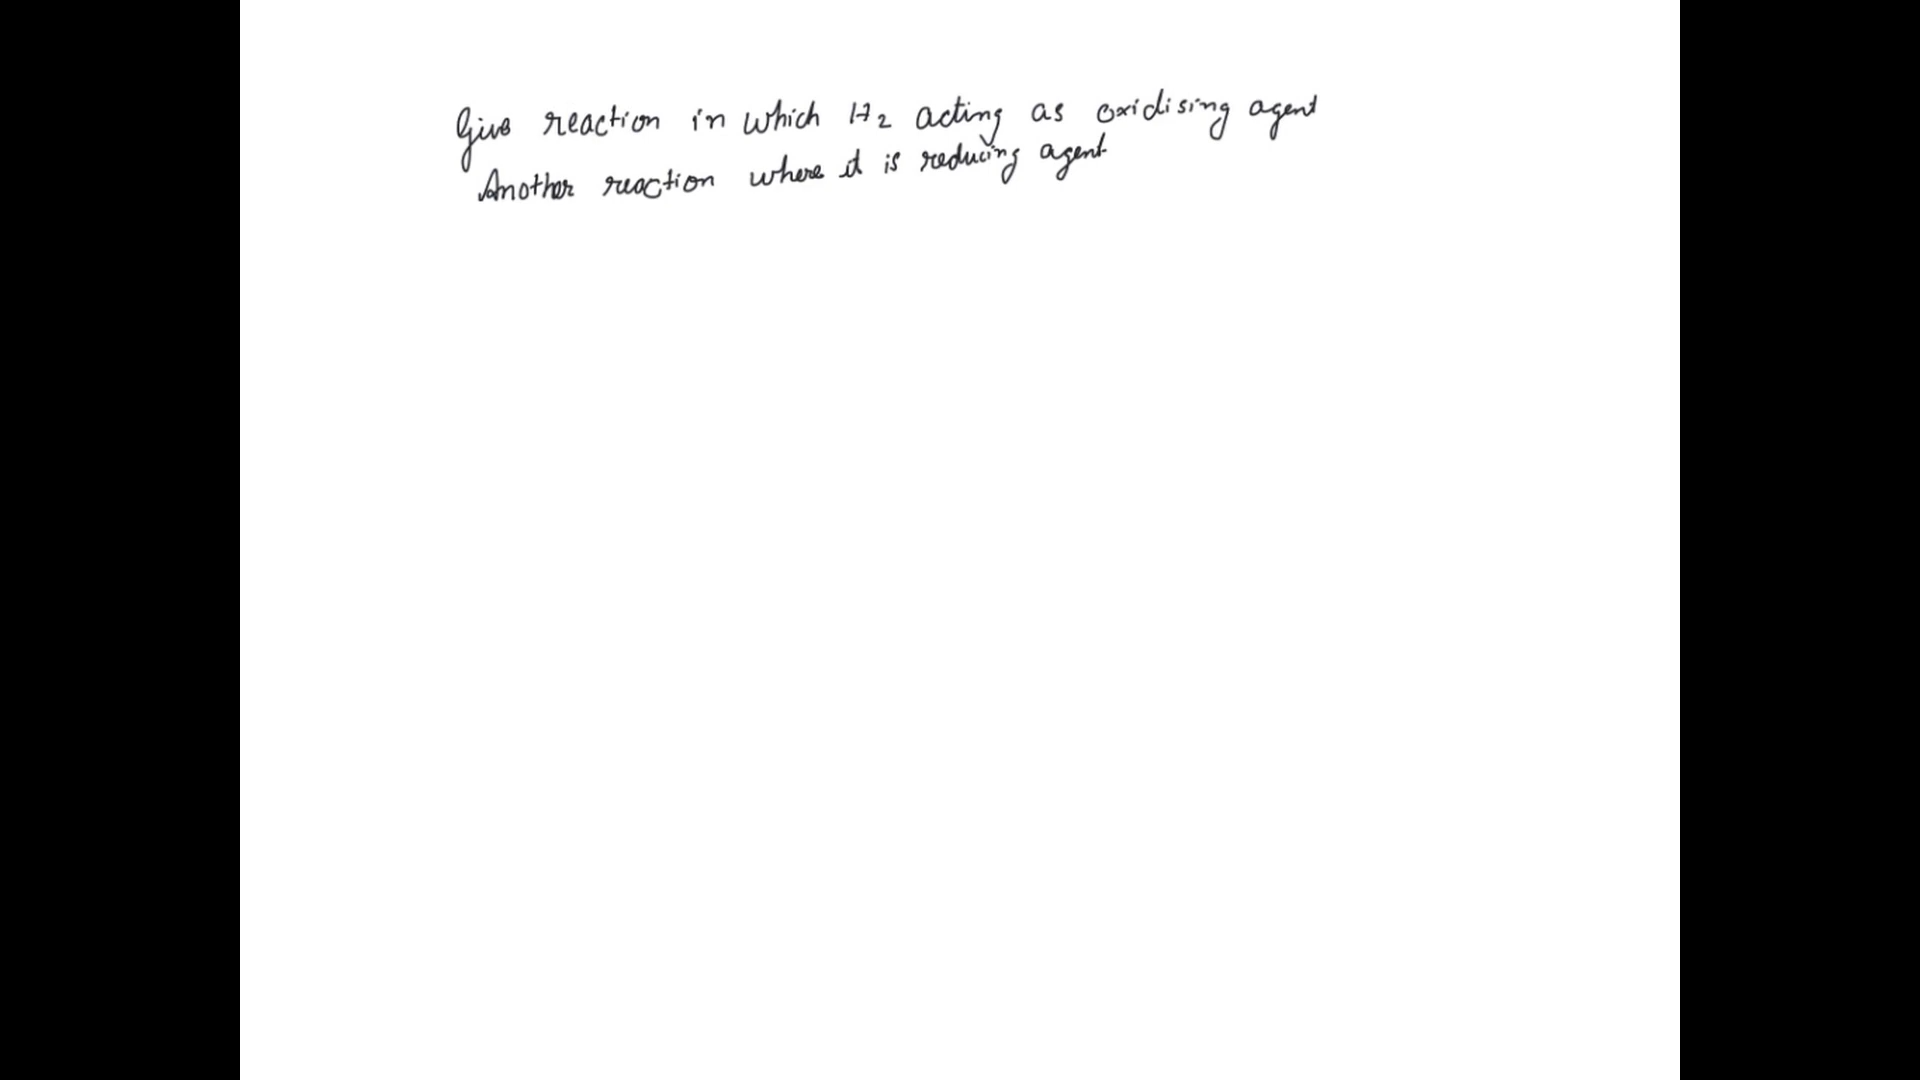 Give reaction in which H₂ acting as oxidising agent
Another reaction where it is reducing agent